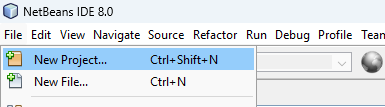 NetBeans IDE 8.0
File Edit View Navigate Source Refactor Run Debug Profile Team
New Project... Ctrl+Shift+N
New File... Ctrl+N